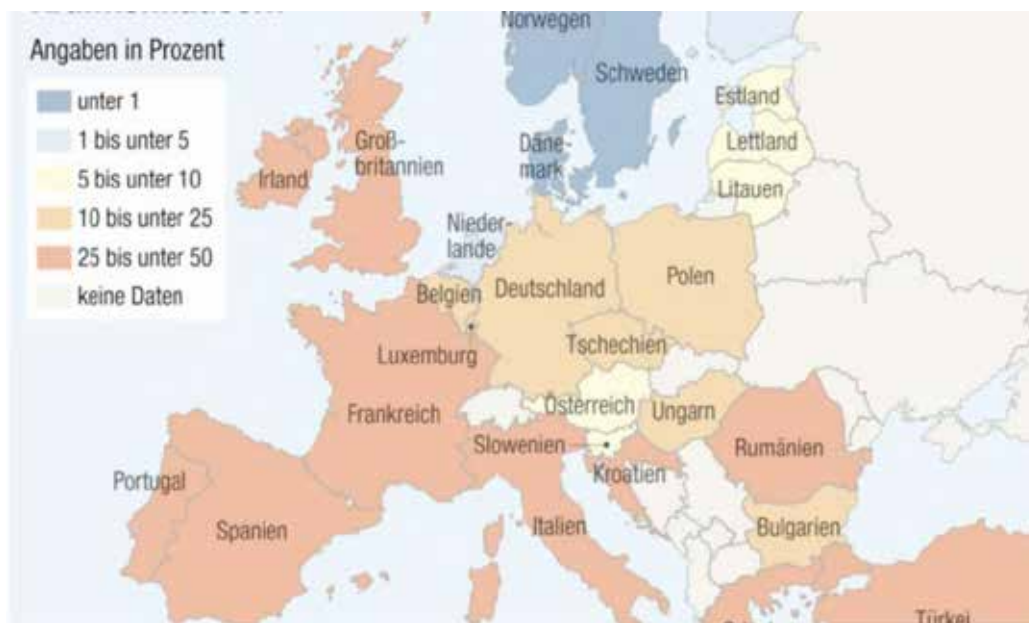 Angaben in Prozent
unter 1
1 bis unter 5
5 bis unter 10
10 bis unter 25
25 bis unter 50
keine Daten
Norwegen
Schweden
Estland
Lettland
Litauen
Däne-
mark
Groß-
britannien
Irland
Nieder-
lande
Belgien
Deutschland
Polen
Luxemburg
Tschechien
Frankreich
Österreich
Ungarn
Slowenien
Kroatien
Rumänien
Portugal
Spanien
Italien
Bulgarien
Türkei